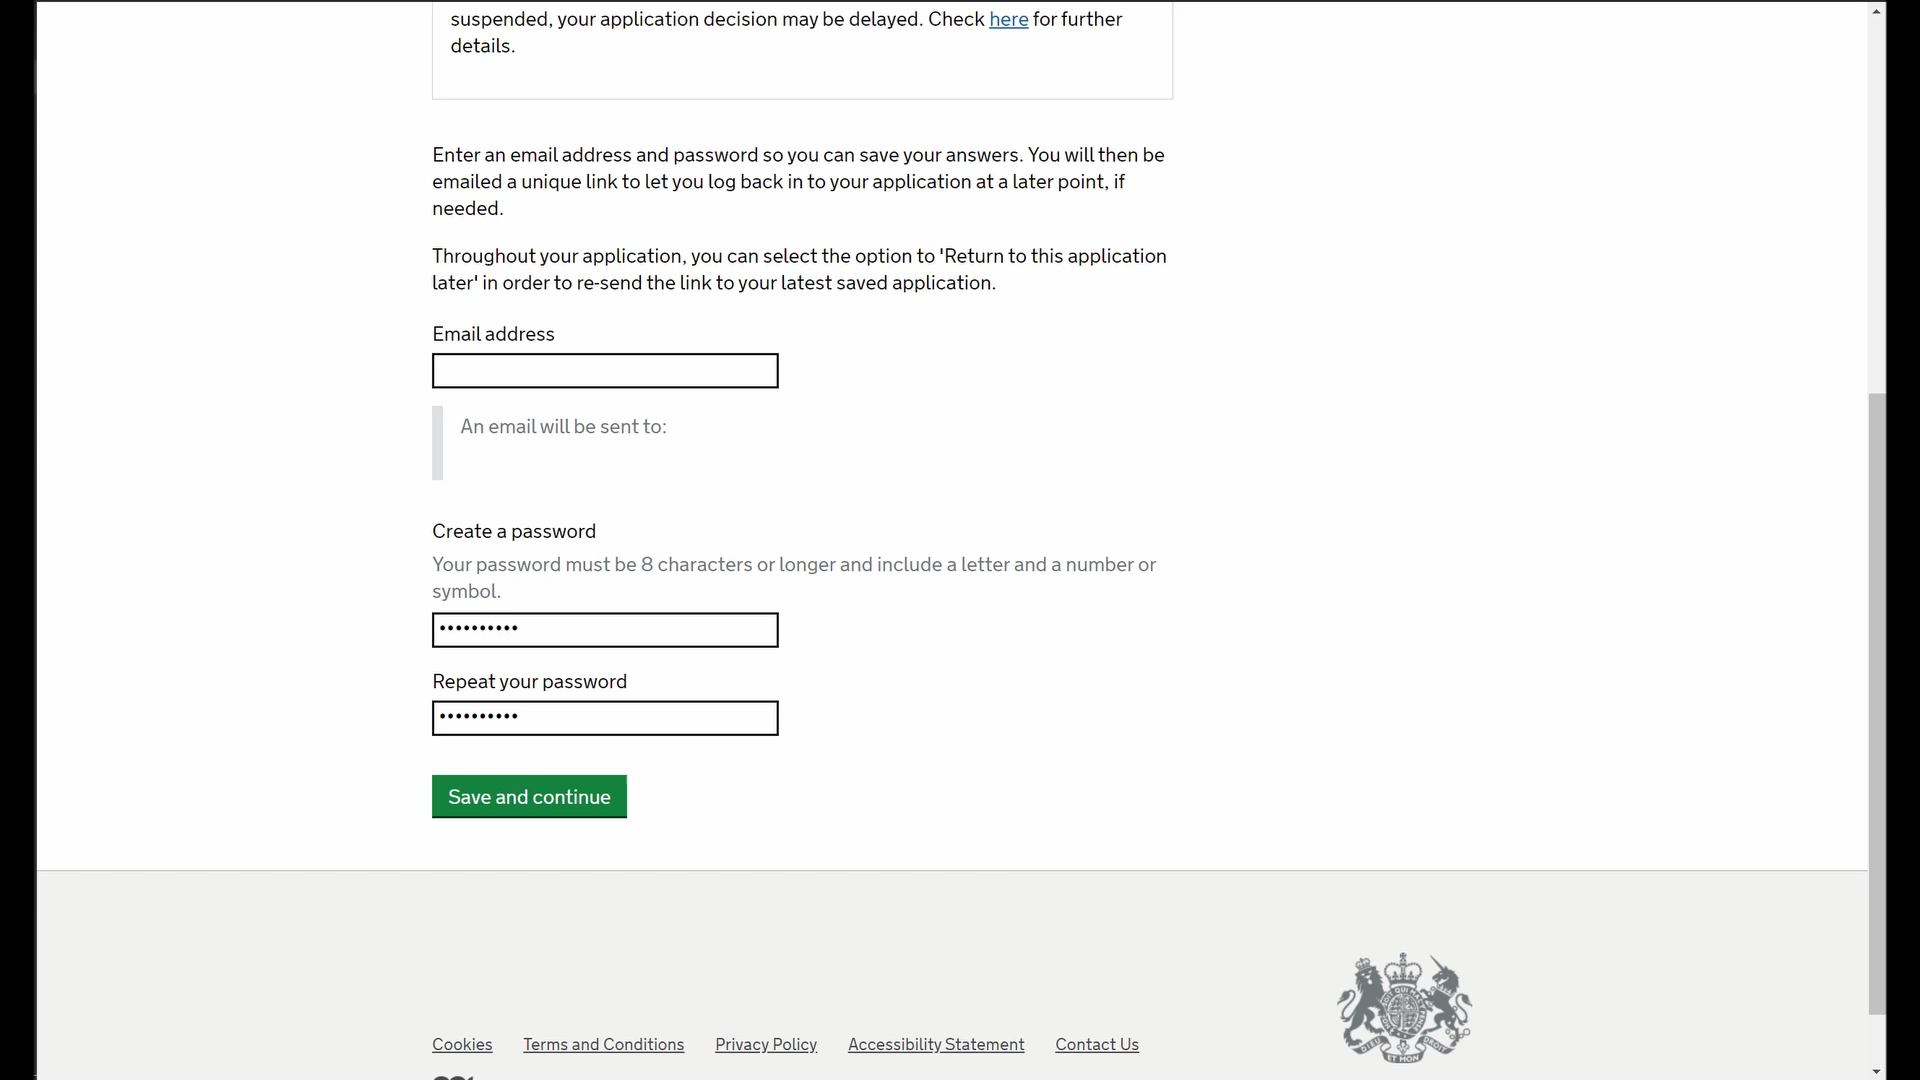 suspended, your application decision may be delayed. Check here for further
details.
Enter an email address and password so you can save your answers. You will then be
emailed a unique link to let you log back in to your application at a later point, if
needed.
Throughout your application, you can select the option to 'Return to this application
later' in order to re-send the link to your latest saved application.
Email address
An email will be sent to:
Create a password
Your password must be 8 characters or longer and include a letter and a number or
symbol.
••••••••••
Repeat your password
••••••••••
Save and continue
Cookies Terms and Conditions Privacy Policy Accessibility Statement Contact Us
DIEU ET MON DROIT